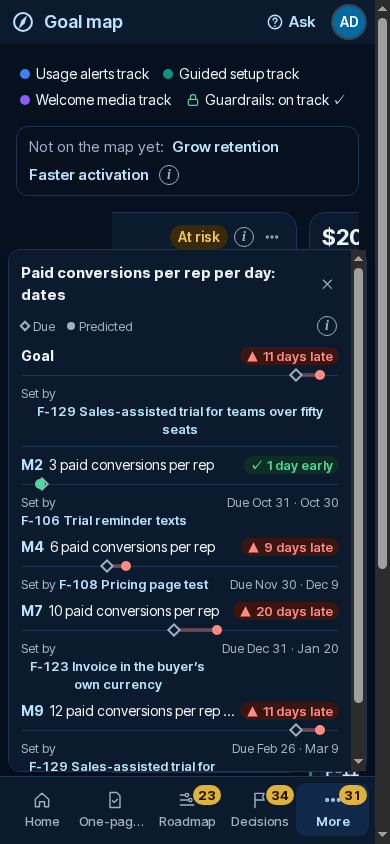 Goal map
Ask
AD
Usage alerts track
Guided setup track
Welcome media track
Guardrails: on track ✓
Not on the map yet: Grow retention
Faster activation i
At risk i •••
$20
Paid conversions per rep per day:
dates
×
Due
Predicted
i
Goal
▲ 11 days late
Set by
F-129 Sales-assisted trial for teams over fifty
seats
M2 3 paid conversions per rep
✓ 1 day early
Set by
Due Oct 31 · Oct 30
F-106 Trial reminder texts
M4 6 paid conversions per rep
▲ 9 days late
Set by F-108 Pricing page test
Due Nov 30 · Dec 9
M7 10 paid conversions per rep
▲ 20 days late
Set by
Due Dec 31 · Jan 20
F-123 Invoice in the buyer's
own currency
M9 12 paid conversions per rep ...
▲ 11 days late
Set by
Due Feb 26 · Mar 9
F-129 Sales-assisted trial for
Home
One-pag...
23
Roadmap
34
Decisions
31
More